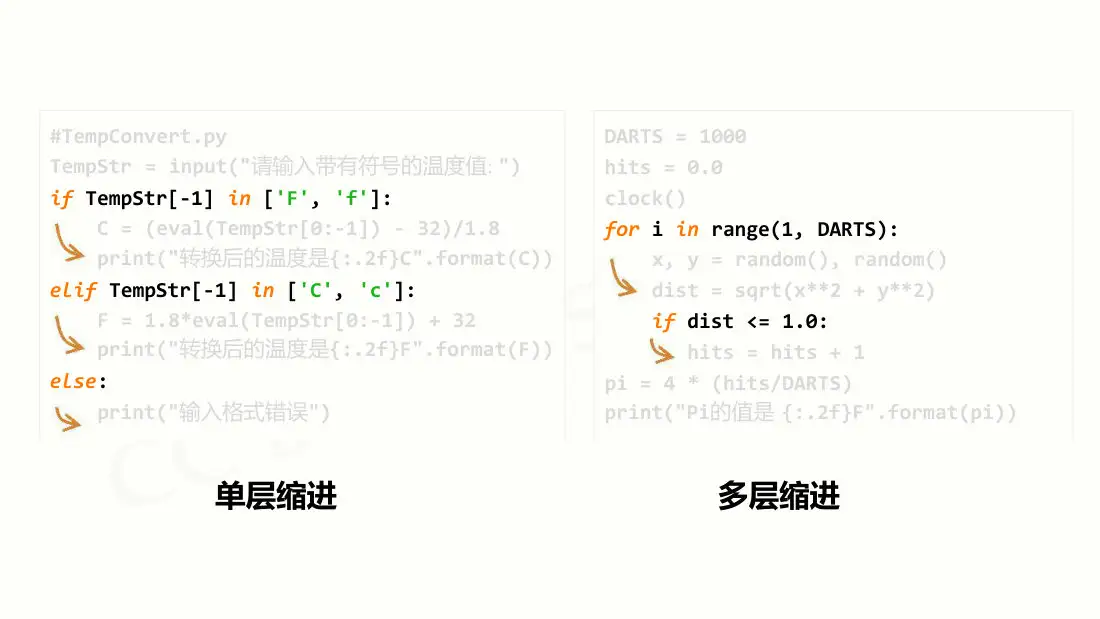 #TempConvert.py
TempStr = input("请输入带有符号的温度值: ")
if TempStr[-1] in ['F', 'f']:
    C = (eval(TempStr[0:-1]) - 32)/1.8
    print("转换后的温度是{:.2f}C".format(C))
elif TempStr[-1] in ['C', 'c']:
    F = 1.8*eval(TempStr[0:-1]) + 32
    print("转换后的温度是{:.2f}F".format(F))
else:
    print("输入格式错误")
单层缩进
DARTS = 1000
hits = 0.0
clock()
for i in range(1, DARTS):
    x, y = random(), random()
    dist = sqrt(x**2 + y**2)
    if dist <= 1.0:
        hits = hits + 1
pi = 4 * (hits/DARTS)
print("Pi的值是 {:.2f}F".format(pi))
多层缩进